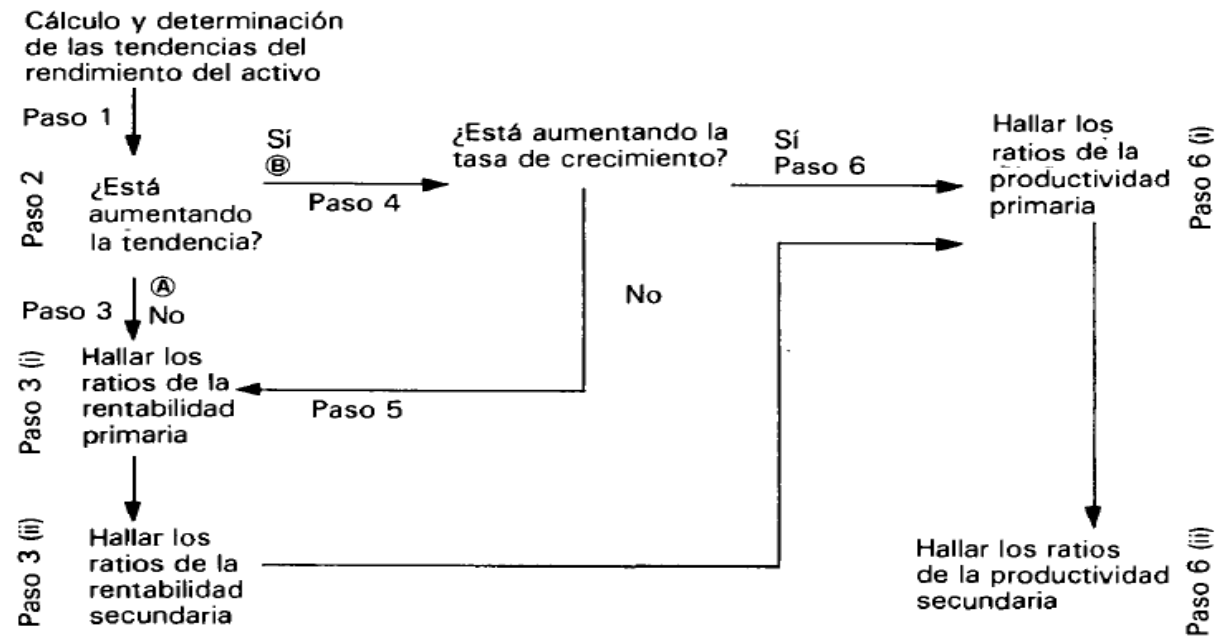 Cálculo y determinación
de las tendencias del
rendimiento del activo
Paso 1
Paso 2
¿Está
aumentando
la tendencia?
Sí
Ⓑ
Paso 4
¿Está aumentando la
tasa de crecimiento?
Sí
Paso 6
Hallar los
ratios de la
productividad
primaria
Paso 6 (i)
Paso 3
Ⓐ
No
No
Paso 3 (i)
Hallar los
ratios de la
rentabilidad
primaria
Paso 5
Paso 3 (ii)
Hallar los
ratios de la
rentabilidad
secundaria
Hallar los ratios
de la productividad
secundaria
Paso 6 (ii)